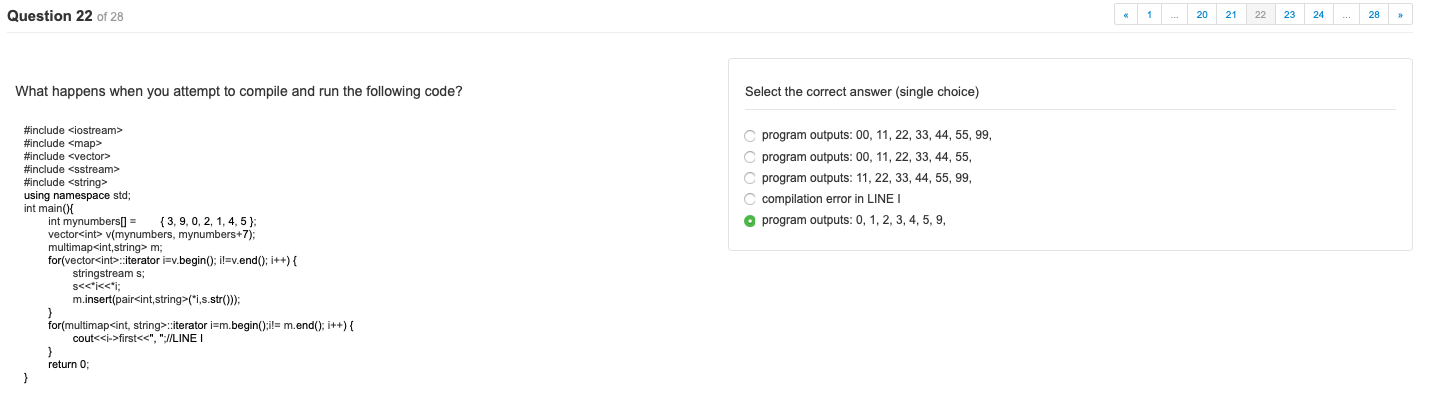 Question 22 of 28
« 1 ... 20 21 22 23 24 ... 28 »
What happens when you attempt to compile and run the following code?
#include <iostream>
#include <map>
#include <vector>
#include <sstream>
#include <string>
using namespace std;
int main(){
int mynumbers[] = { 3, 9, 0, 2, 1, 4, 5 };
vector<int> v(mynumbers, mynumbers+7);
multimap<int,string> m;
for(vector<int>::iterator i=v.begin(); i!=v.end(); i++) {
stringstream s;
s<<*i<<*i;
m.insert(pair<int,string>(*i,s.str()));
}
for(multimap<int, string>::iterator i=m.begin();i!= m.end(); i++) {
cout<<i->first<<", ";//LINE I
}
return 0;
}
Select the correct answer (single choice)
program outputs: 00, 11, 22, 33, 44, 55, 99,
program outputs: 00, 11, 22, 33, 44, 55,
program outputs: 11, 22, 33, 44, 55, 99,
compilation error in LINE I
program outputs: 0, 1, 2, 3, 4, 5, 9,